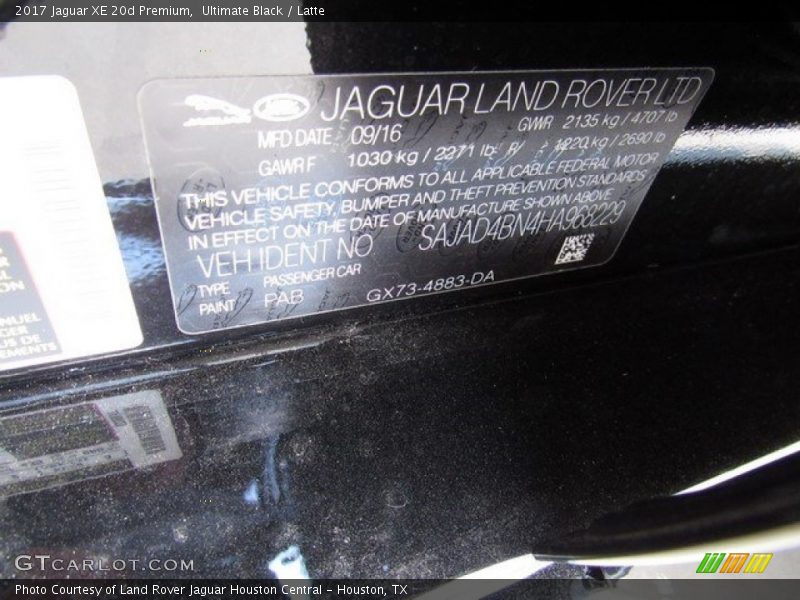 2017 Jaguar XE 20d Premium, Ultimate Black / Latte
JAGUAR LAND ROVER LTD
MFD DATE 09/16 GWR 2135 kg / 4707 lb
GAWR F 1030 kg / 2271 lb R 1220 kg / 2690 lb
THIS VEHICLE CONFORMS TO ALL APPLICABLE FEDERAL MOTOR
VEHICLE SAFETY, BUMPER AND THEFT PREVENTION STANDARDS
IN EFFECT ON THE DATE OF MANUFACTURE SHOWN ABOVE
VEH IDENT NO SAJAD4BN4HA968229
TYPE PASSENGER CAR
PAINT PAB GX73-4883-DA
GTCARLOT.COM
Photo Courtesy of Land Rover Jaguar Houston Central - Houston, TX